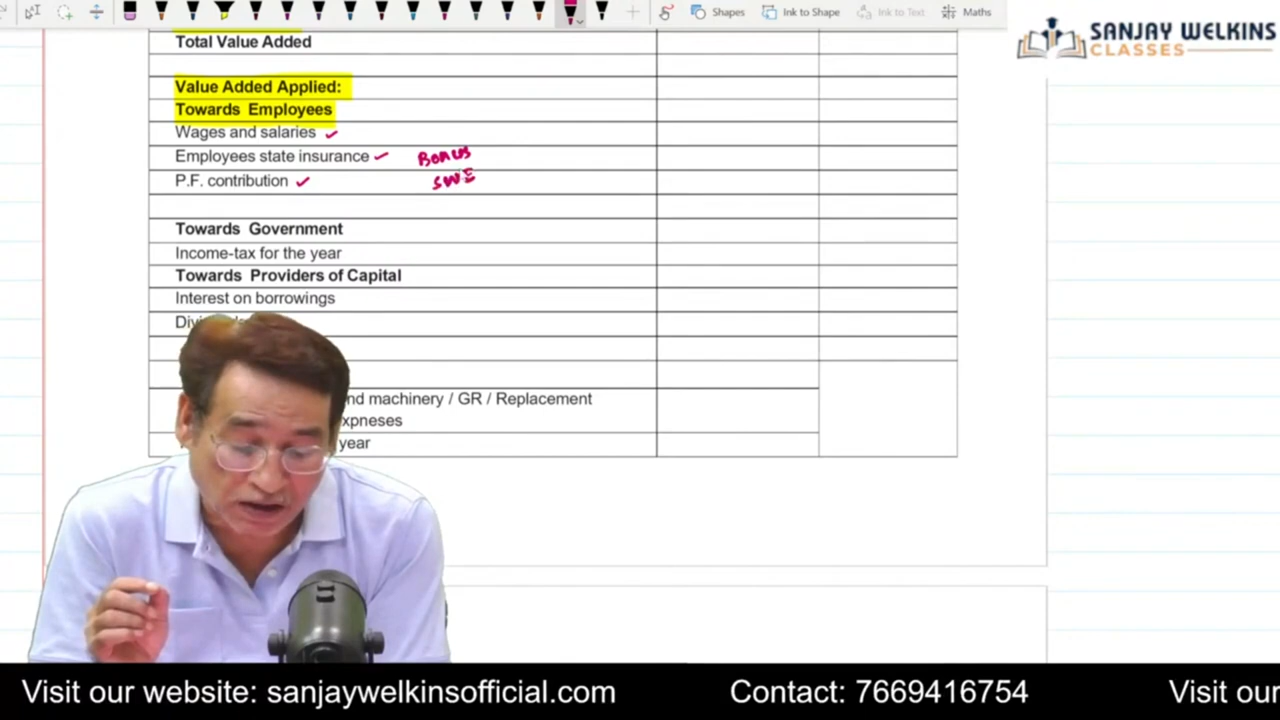 Shapes Ink to Shape Ink to Text Maths
SANJAY WELKINS
CLASSES
Total Value Added
Value Added Applied:
Towards Employees
Wages and salaries
Employees state insurance Bonus
P.F. contribution SWE
Towards Government
Income-tax for the year
Towards Providers of Capital
Interest on borrowings
nd machinery / GR / Replacement
xpneses
year
Visit our website: sanjaywelkinsofficial.com Contact: 7669416754 Visit our